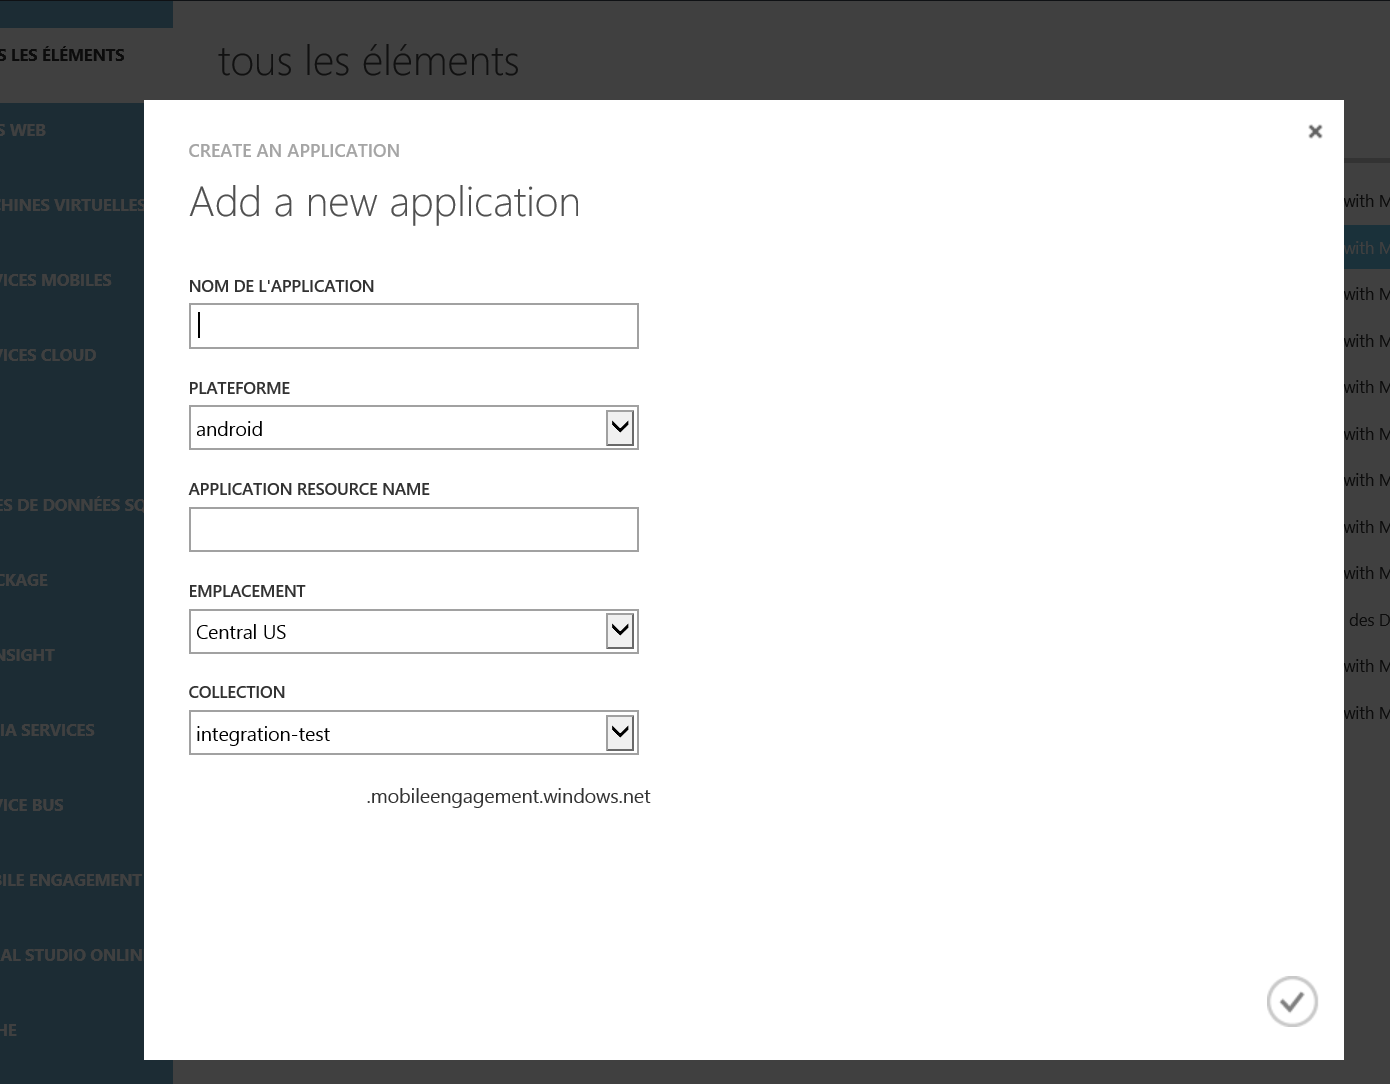 S LES ÉLÉMENTS
tous les éléments
S WEB
CHINES VIRTUELLES
VICES MOBILES
VICES CLOUD
ES DE DONNÉES SQ
CKAGE
NSIGHT
IA SERVICES
VICE BUS
BILE ENGAGEMENT
AL STUDIO ONLIN
HE
CREATE AN APPLICATION
Add a new application
NOM DE L'APPLICATION
PLATEFORME
android
APPLICATION RESOURCE NAME
EMPLACEMENT
Central US
COLLECTION
integration-test
.mobileengagement.windows.net
with M
with M
with M
with M
with M
with M
with M
with M
with M
des D
with M
with M